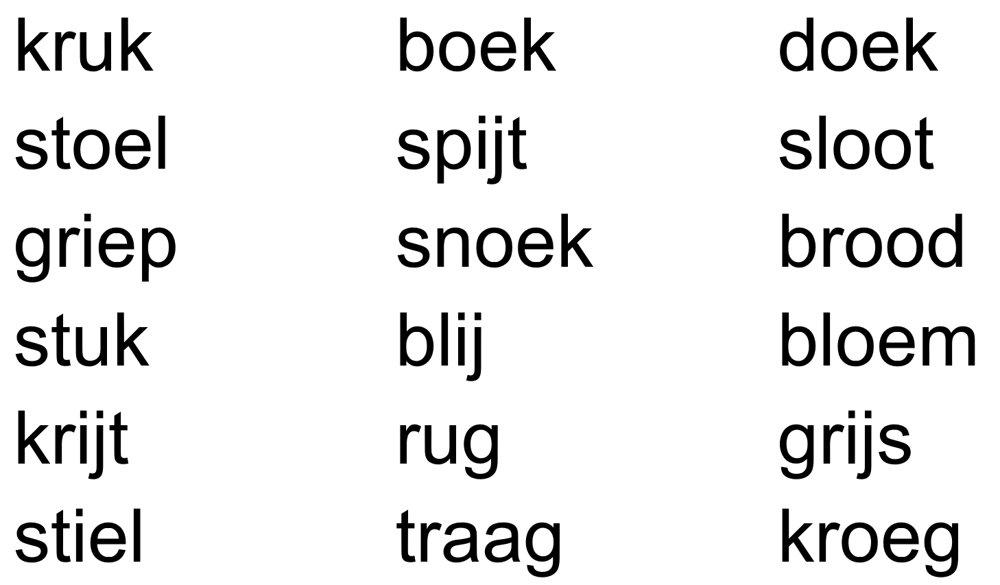 kruk boek doek
stoel spijt sloot
griep snoek brood
stuk blij bloem
krijt rug grijs
stiel traag kroeg